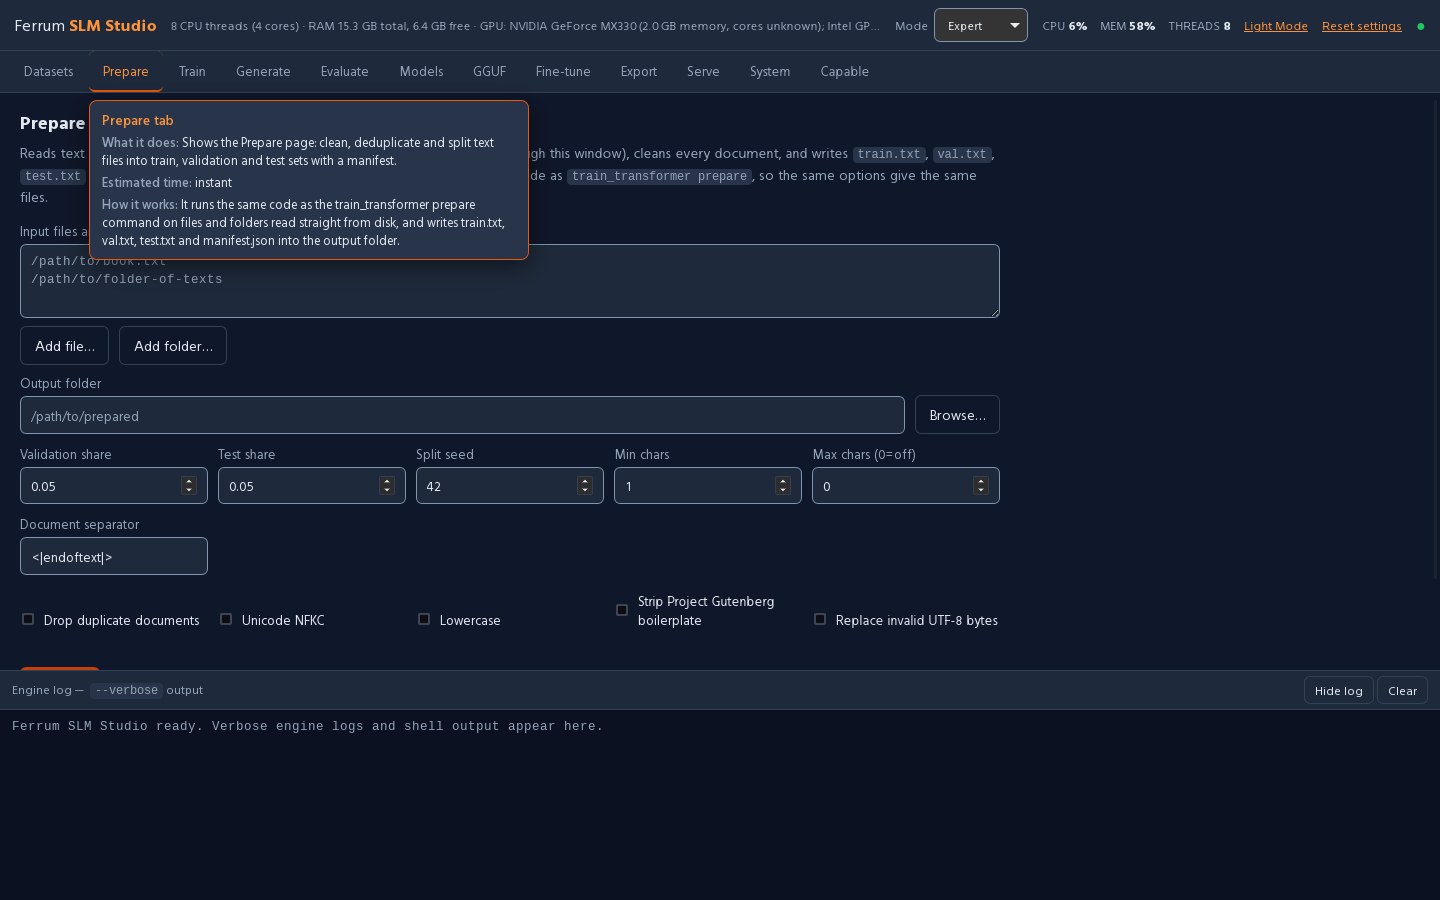 Ferrum SLM Studio 8 CPU threads (4 cores) · RAM 15.3 GB total, 6.4 GB free · GPU: NVIDIA GeForce MX330 (2.0 GB memory, cores unknown); Intel GP... Mode Expert CPU 6% MEM 58% THREADS 8 Light Mode Reset settings
Datasets Prepare Train Generate Evaluate Models GGUF Fine-tune Export Serve System Capable
Prepare
Prepare tab
What it does: Shows the Prepare page: clean, deduplicate and split text
files into train, validation and test sets with a manifest.
Estimated time: instant
How it works: It runs the same code as the train_transformer prepare
command on files and folders read straight from disk, and writes train.txt,
val.txt, test.txt and manifest.json into the output folder.
Reads text gh this window), cleans every document, and writes train.txt, val.txt,
test.txt de as train_transformer prepare, so the same options give the same
files.
Input files a
/path/to/book.txt
/path/to/folder-of-texts
Add file... Add folder...
Output folder
/path/to/prepared Browse...
Validation share Test share Split seed Min chars Max chars (0=off)
0.05 0.05 42 1 0
Document separator
<|endoftext|>
Drop duplicate documents Unicode NFKC Lowercase Strip Project Gutenberg boilerplate Replace invalid UTF-8 bytes
Engine log — --verbose output Hide log Clear
Ferrum SLM Studio ready. Verbose engine logs and shell output appear here.